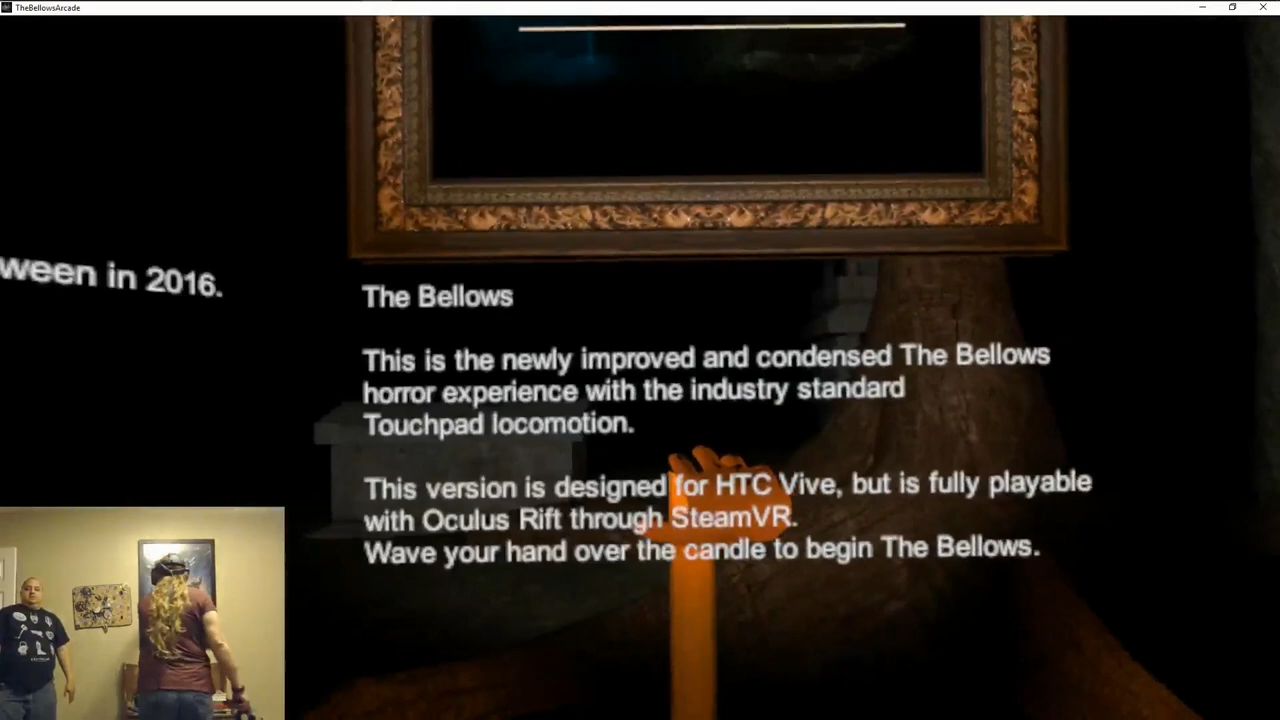 TheBellowsArcade
ween in 2016.
The Bellows
This is the newly improved and condensed The Bellows
horror experience with the industry standard
Touchpad locomotion.
This version is designed for HTC Vive, but is fully playable
with Oculus Rift through SteamVR.
Wave your hand over the candle to begin The Bellows.